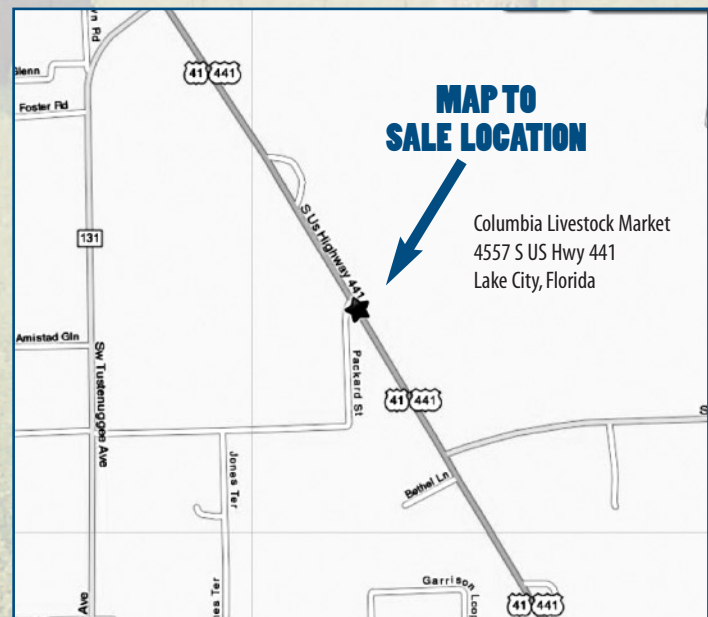 41 441
Glenn
Foster Rd
MAP TO
SALE LOCATION
S Us Highway 441
Columbia Livestock Market
4557 S US Hwy 441
Lake City, Florida
131
Amistad Gln
Sw Tustenuggee Ave
Packard St
41 441
Jones Ter
Bethel Ln
Garrison Loop
41 441
Ave